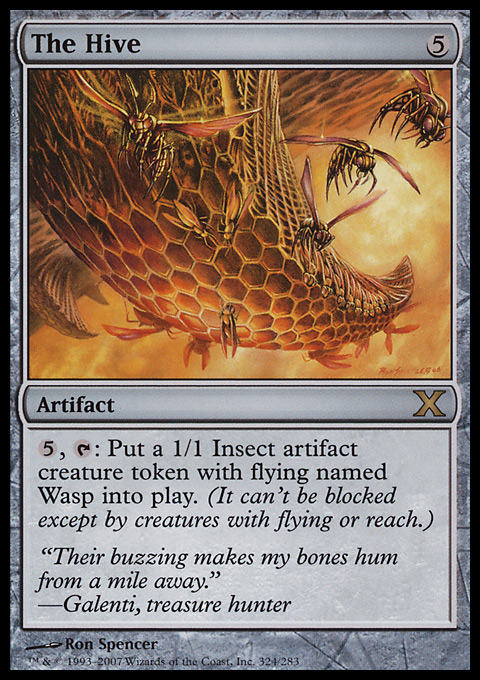 The Hive 5
Artifact X
5, : Put a 1/1 Insect artifact
creature token with flying named
Wasp into play. (It can't be blocked
except by creatures with flying or reach.)
“Their buzzing makes my bones hum
from a mile away.”
—Galenti, treasure hunter
Ron Spencer
™ & © 1993–2007 Wizards of the Coast, Inc. 324/283